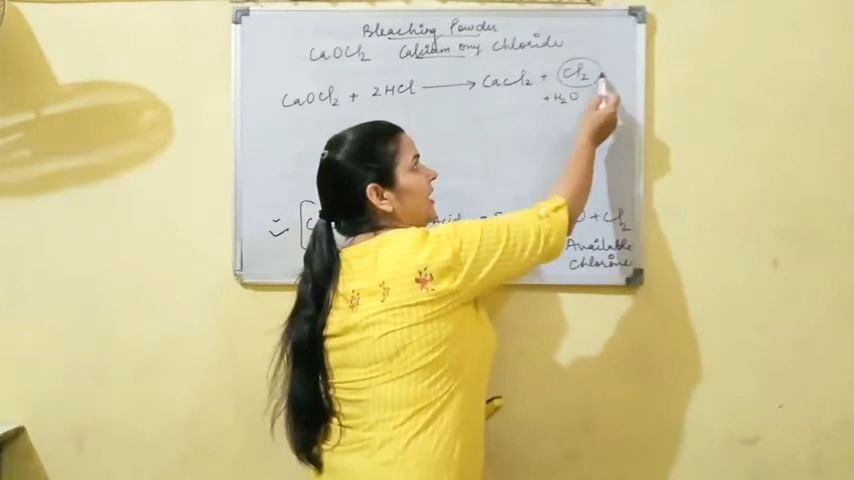 Bleaching Powder
CaOCl₂ Calcium oxy Chloride
CaOCl₂ + 2HCl ⟶ CaCl₂ + Cl₂
+ H₂O
Acid + Cl₂
Available
Chlorine